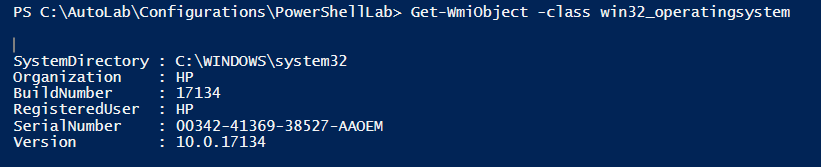 PS C:\AutoLab\Configurations\PowerShellLab> Get-WmiObject -class win32_operatingsystem
SystemDirectory : C:\WINDOWS\system32
Organization    : HP
BuildNumber     : 17134
RegisteredUser  : HP
SerialNumber    : 00342-41369-38527-AAOEM
Version         : 10.0.17134